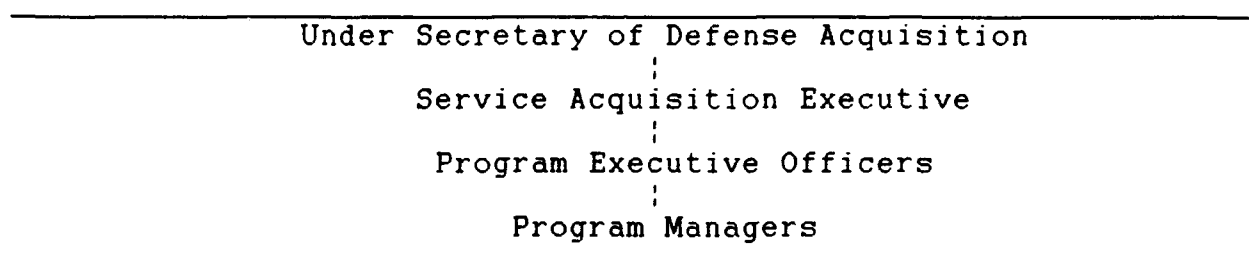 Under Secretary of Defense Acquisition
Service Acquisition Executive
Program Executive Officers
Program Managers